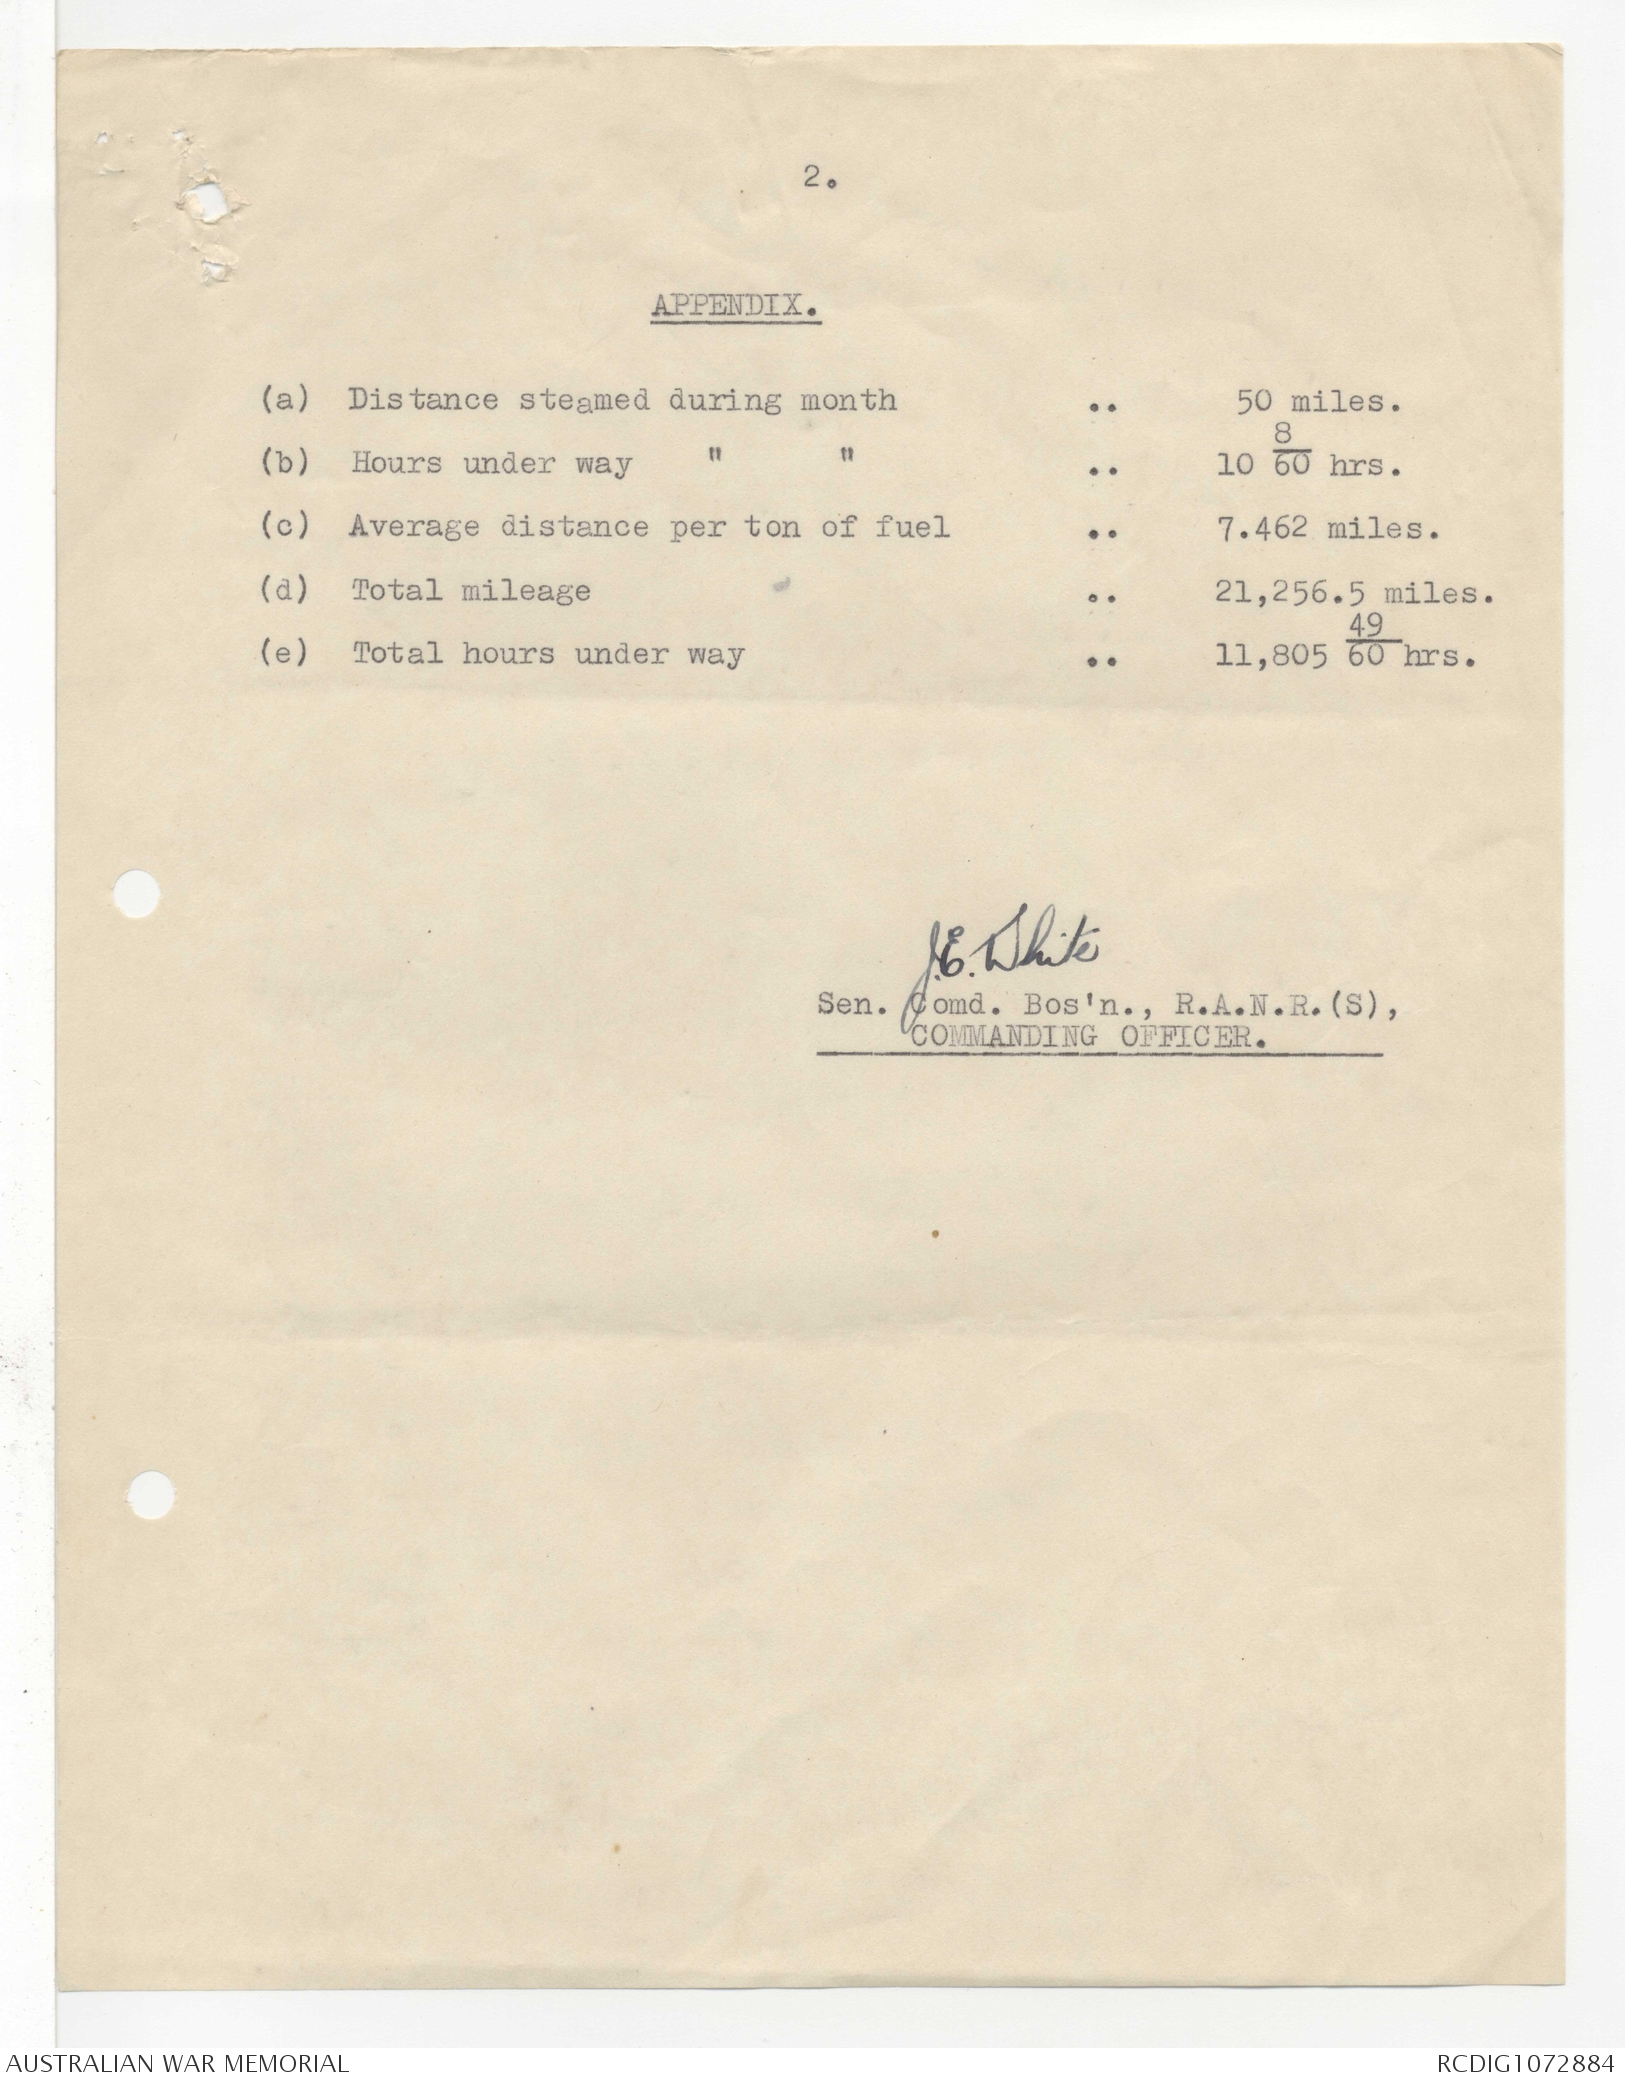 2.
APPENDIX.
(a) Distance steamed during month .. 50 miles.
(b) Hours under way " " .. 10 8/60 hrs.
(c) Average distance per ton of fuel .. 7.462 miles.
(d) Total mileage .. 21,256.5 miles.
(e) Total hours under way .. 11,805 49/60 hrs.
J.E. White
Sen. Comd. Bos'n., R.A.N.R.(S),
COMMANDING OFFICER.
AUSTRALIAN WAR MEMORIAL
RCDIG1072884